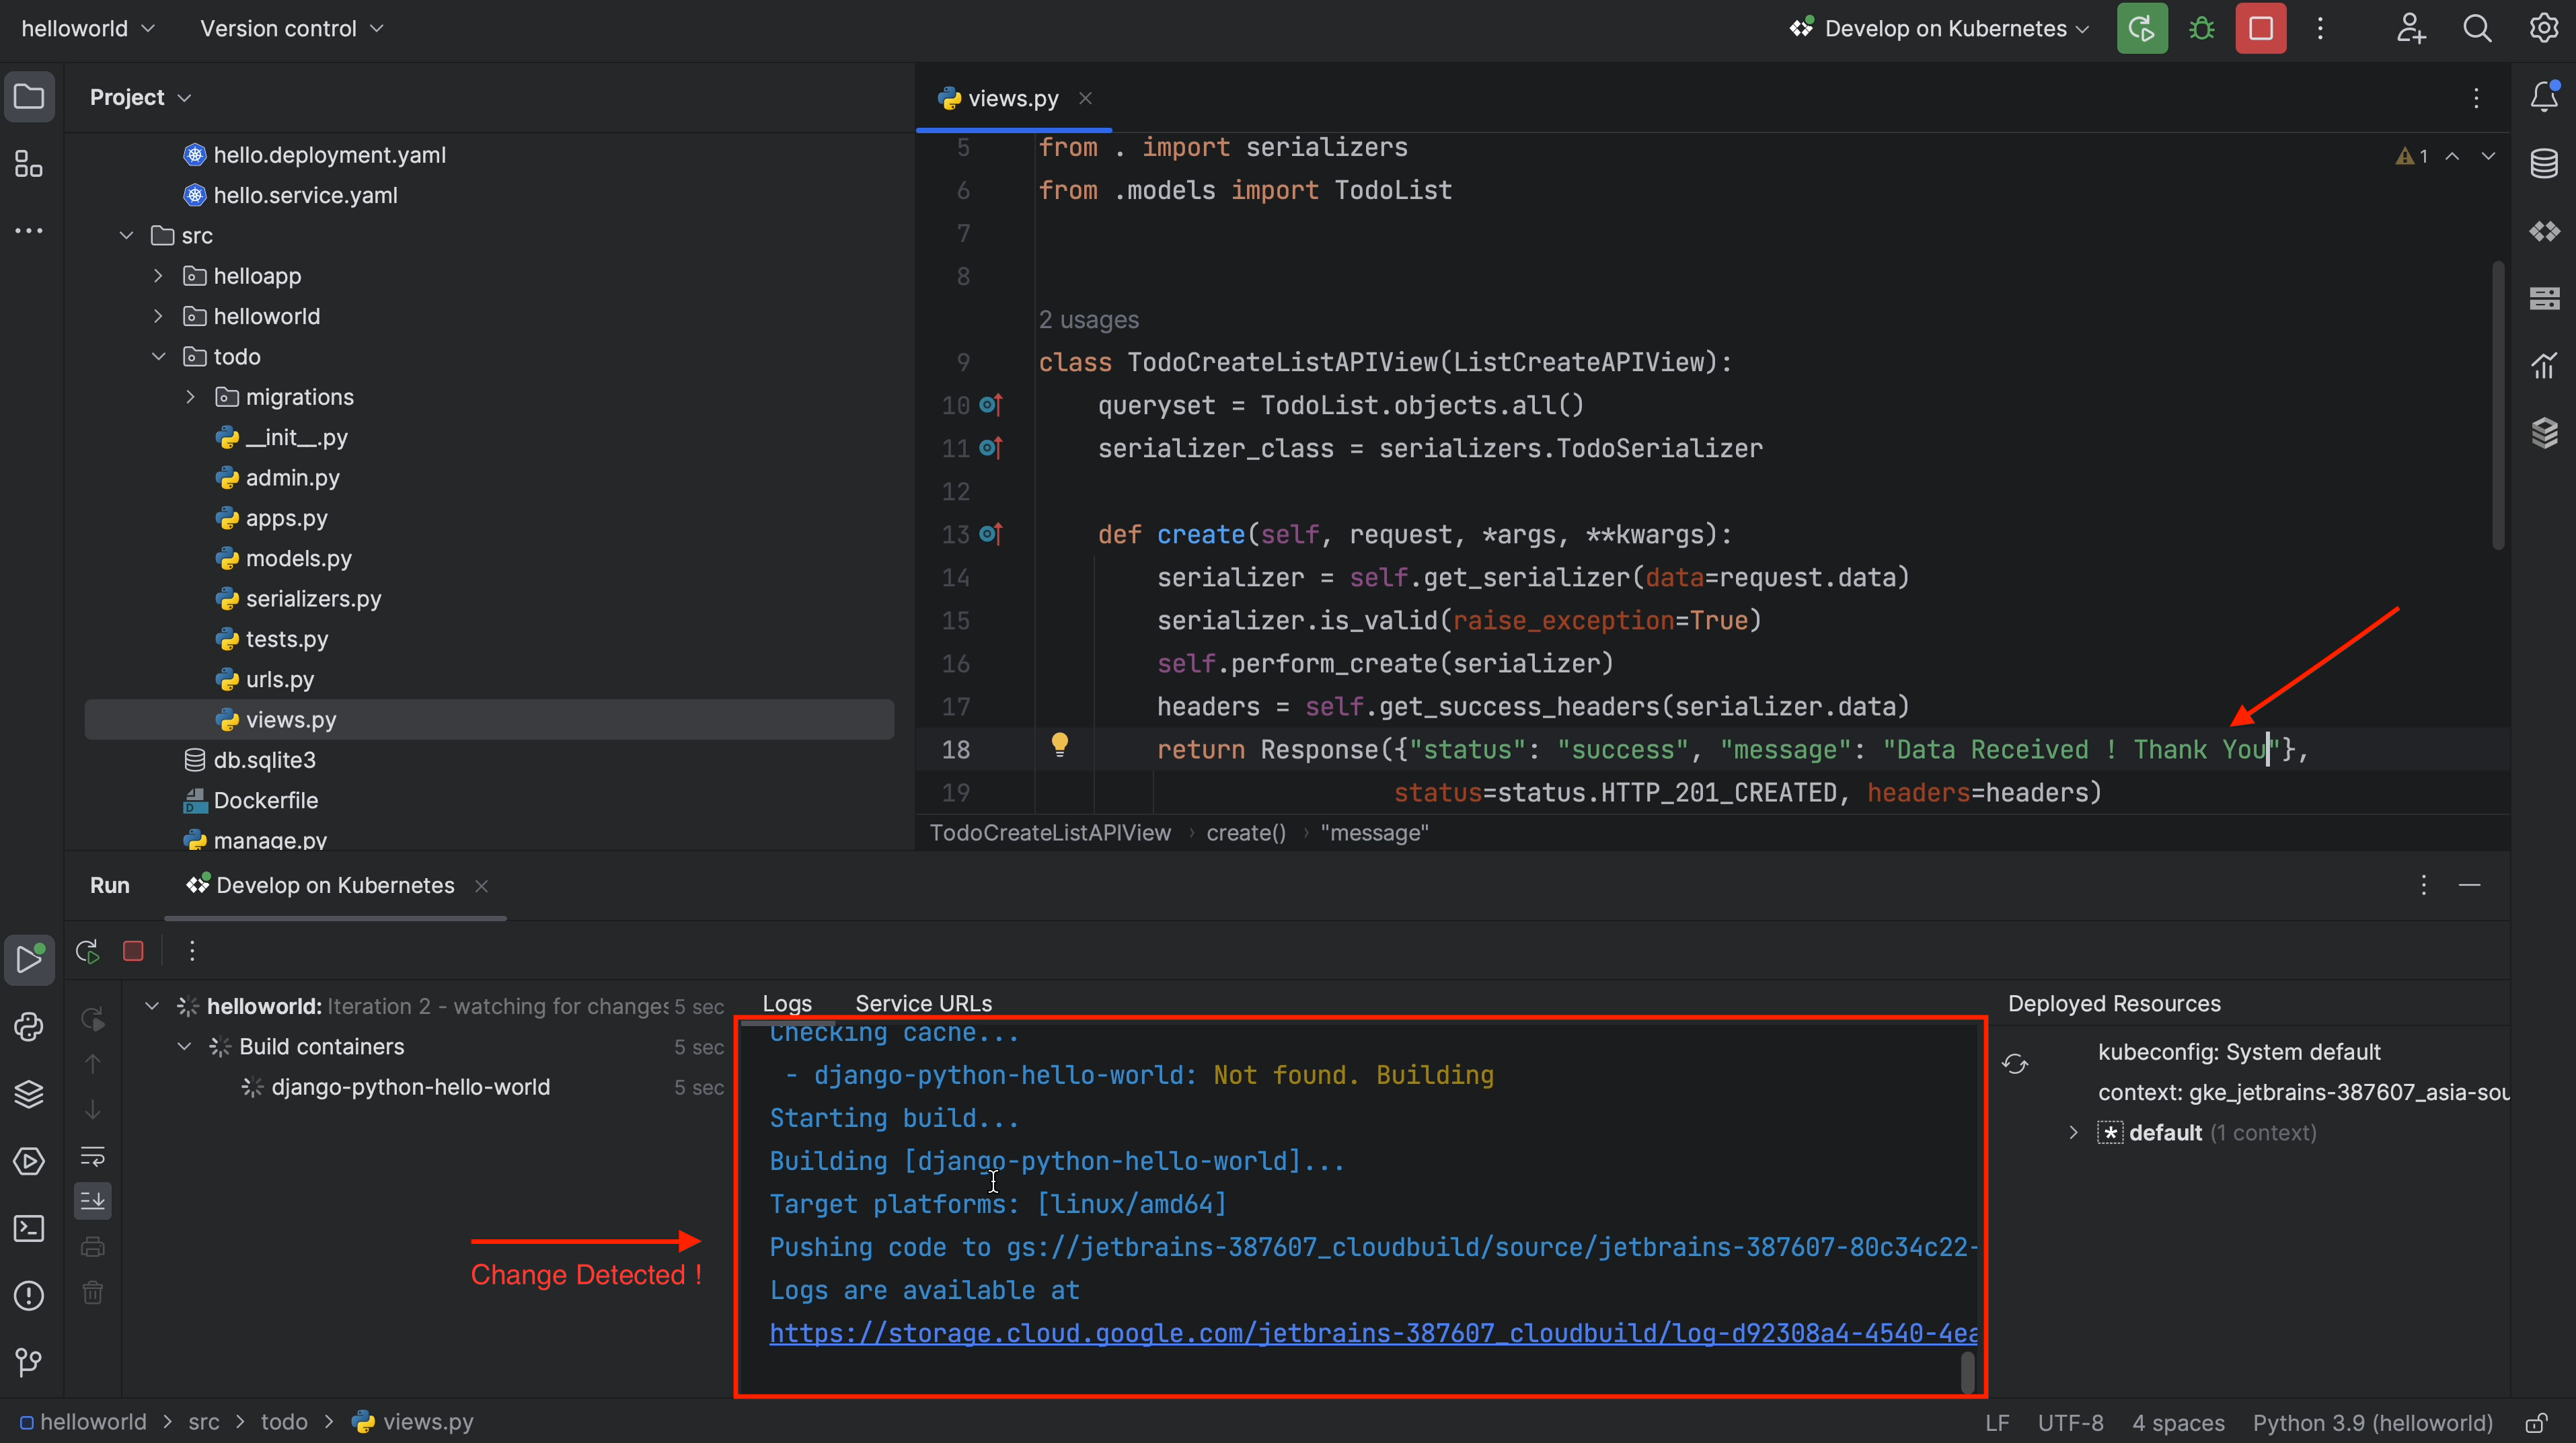 helloworld
Version control
Develop on Kubernetes
Project
hello.deployment.yaml
hello.service.yaml
src
helloapp
helloworld
todo
migrations
__init__.py
admin.py
apps.py
models.py
serializers.py
tests.py
urls.py
views.py
db.sqlite3
Dockerfile
manage.py
views.py
1
5 from . import serializers
6 from .models import TodoList
7
8
2 usages
9 class TodoCreateListAPIView(ListCreateAPIView):
10 queryset = TodoList.objects.all()
11 serializer_class = serializers.TodoSerializer
12
13 def create(self, request, *args, **kwargs):
14 serializer = self.get_serializer(data=request.data)
15 serializer.is_valid(raise_exception=True)
16 self.perform_create(serializer)
17 headers = self.get_success_headers(serializer.data)
18 return Response({"status": "success", "message": "Data Received ! Thank You"},
19 status=status.HTTP_201_CREATED, headers=headers)
TodoCreateListAPIView › create() › "message"
Run
Develop on Kubernetes
helloworld: Iteration 2 - watching for changes 5 sec
Build containers 5 sec
django-python-hello-world 5 sec
Change Detected !
Logs
Service URLs
Checking cache...
- django-python-hello-world: Not found. Building
Starting build...
Building [django-python-hello-world]...
Target platforms: [linux/amd64]
Pushing code to gs://jetbrains-387607_cloudbuild/source/jetbrains-387607-80c34c22-
Logs are available at
https://storage.cloud.google.com/jetbrains-387607_cloudbuild/log-d92308a4-4540-4ea
Deployed Resources
kubeconfig: System default
context: gke_jetbrains-387607_asia-sou
* default (1 context)
helloworld > src > todo > views.py
LF
UTF-8
4 spaces
Python 3.9 (helloworld)